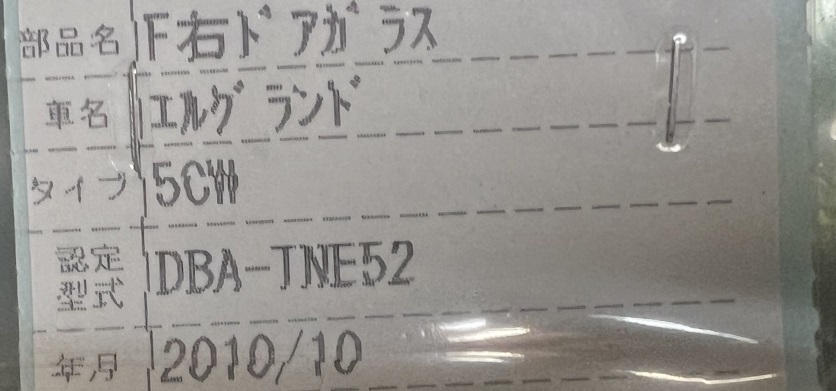 部品名 F右ドアガラス
車名 エルグランド
タイプ 5CW
認定型式 DBA-TNE52
年月 2010/10